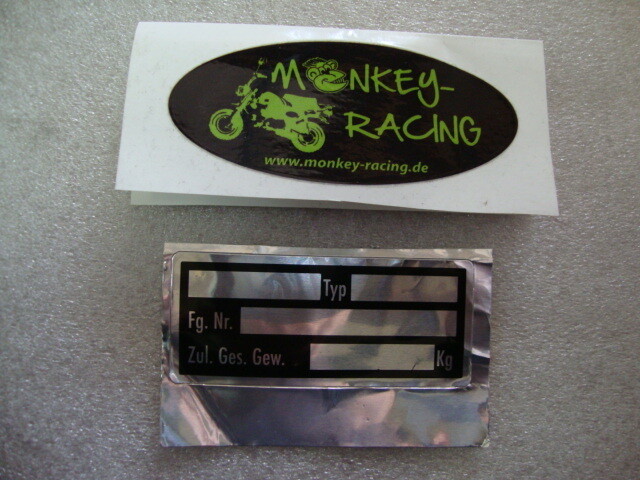 MONKEY-
RACING
www.monkey-racing.de
Typ
Fg. Nr.
Zul. Ges. Gew. Kg